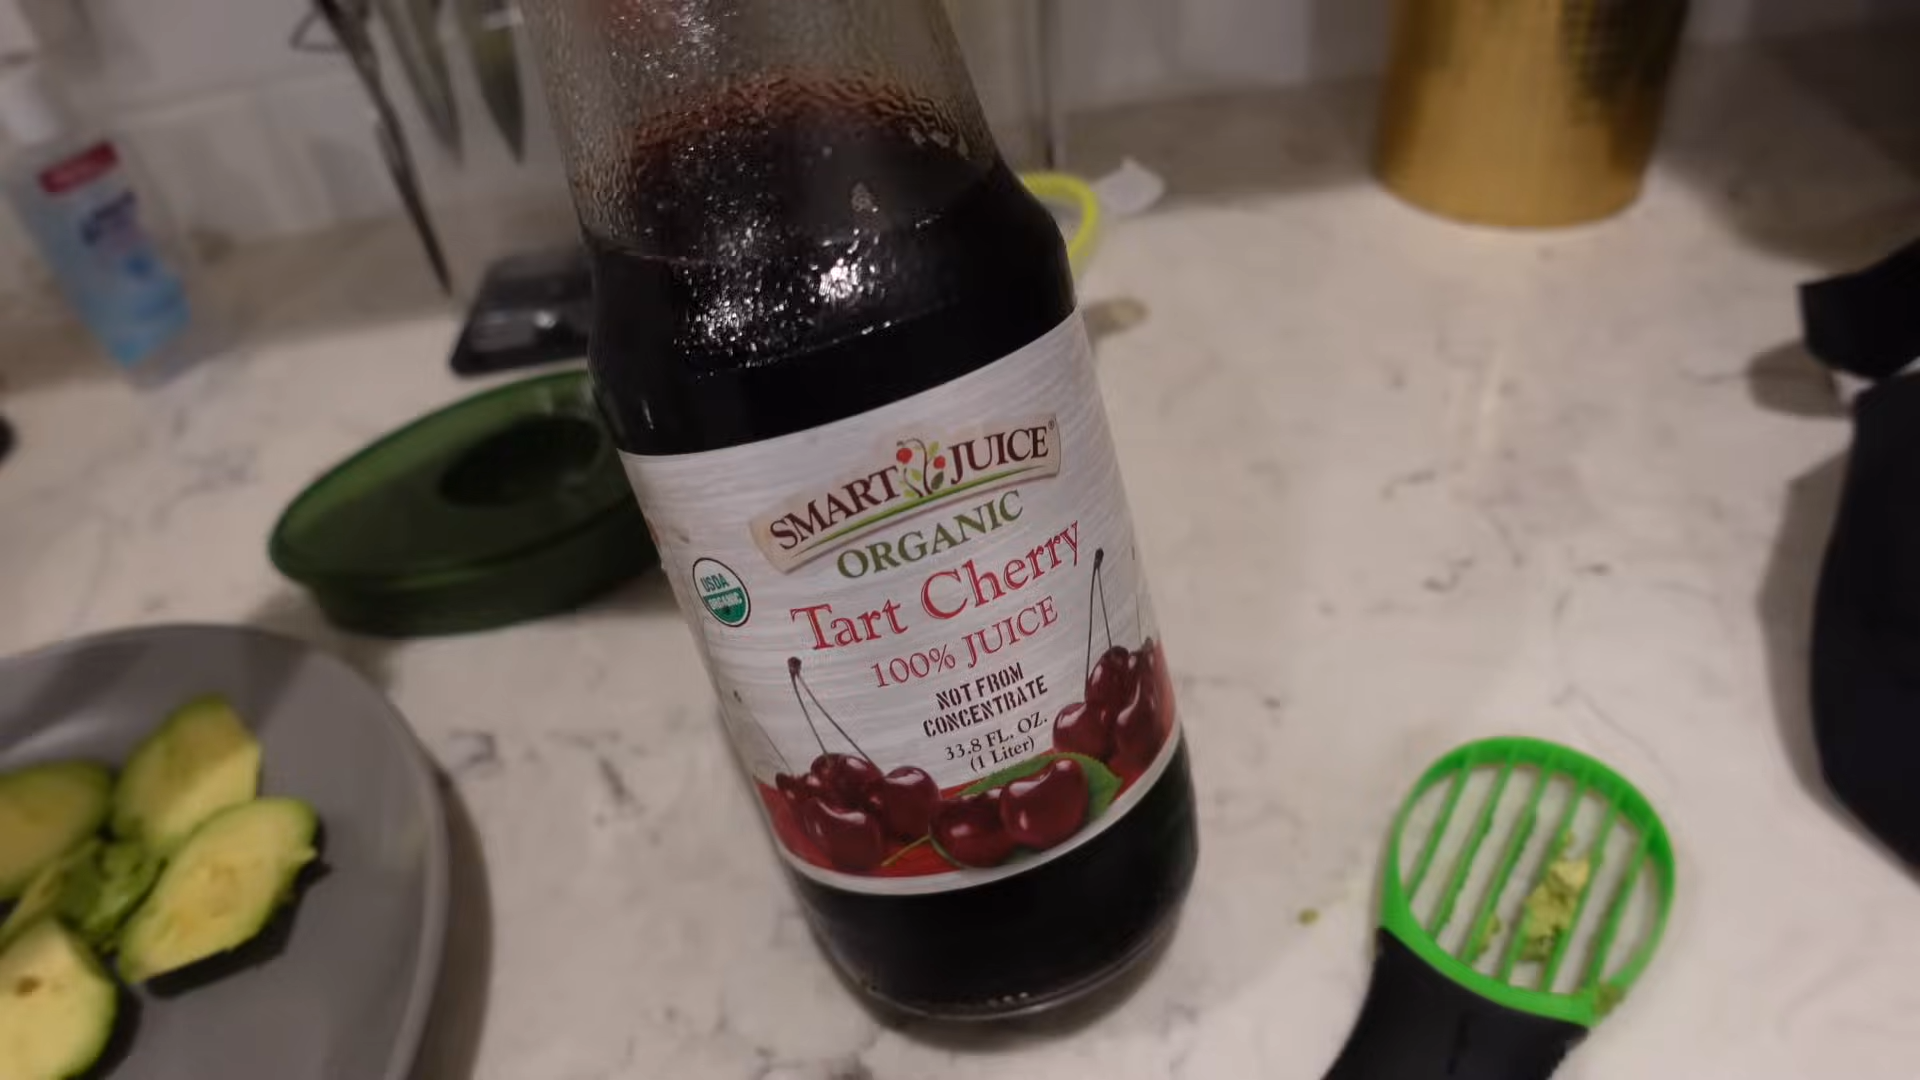 SMART JUICE®
ORGANIC
USDA
ORGANIC
Tart Cherry
100% JUICE
NOT FROM
CONCENTRATE
33.8 FL. OZ.
(1 Liter)